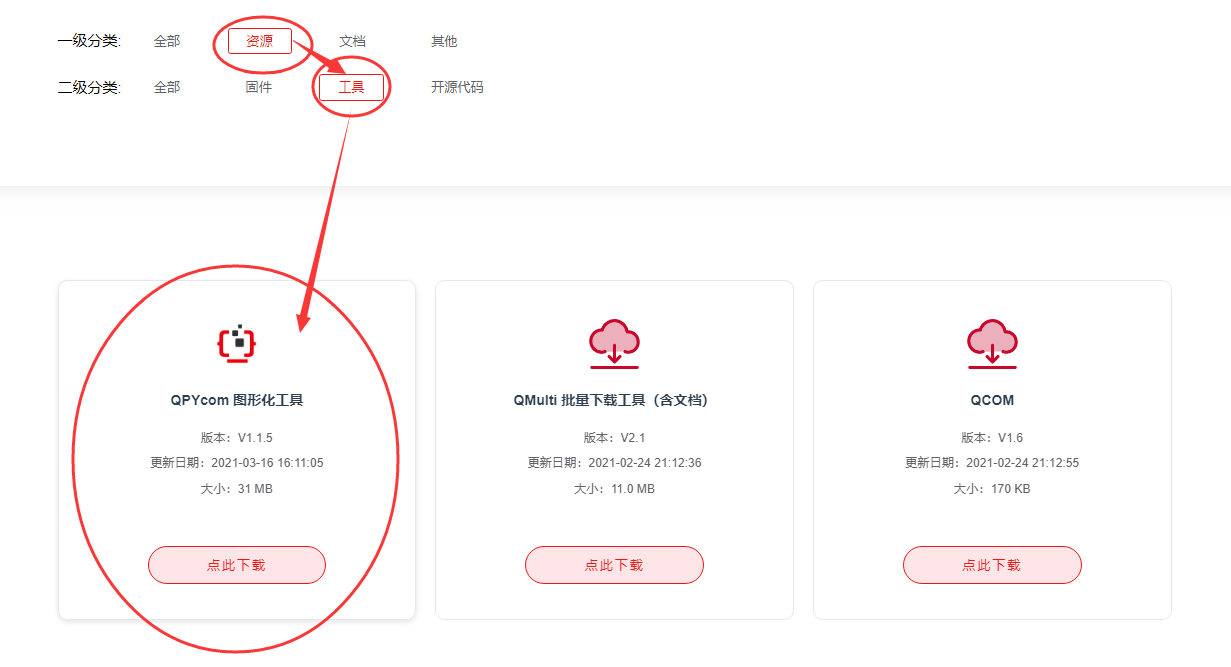 一级分类: 全部 资源 文档 其他
二级分类: 全部 固件 工具 开源代码
QPYcom 图形化工具
版本：V1.1.5
更新日期：2021-03-16 16:11:05
大小：31 MB
点此下载
QMulti 批量下载工具（含文档）
版本：V2.1
更新日期：2021-02-24 21:12:36
大小：11.0 MB
点此下载
QCOM
版本：V1.6
更新日期：2021-02-24 21:12:55
大小：170 KB
点此下载